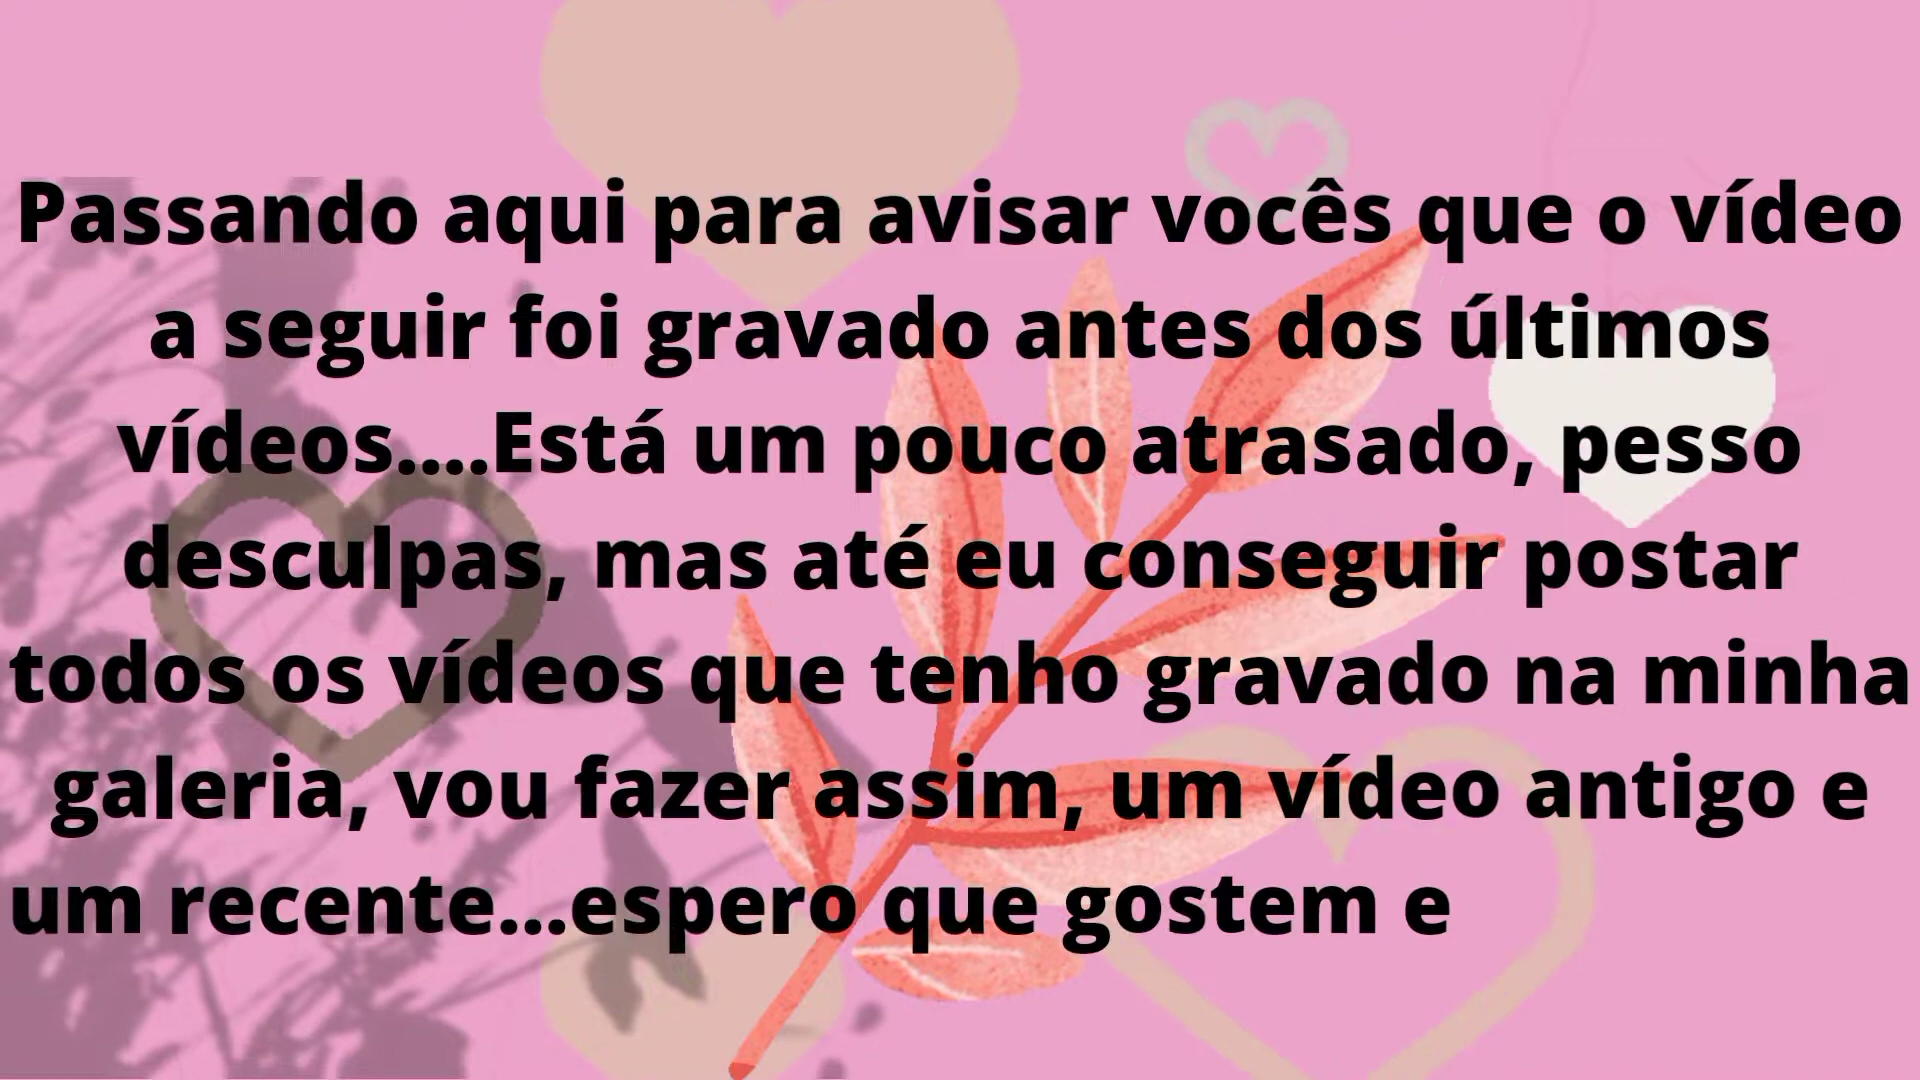 Passando aqui para avisar vocês que o vídeo
a seguir foi gravado antes dos últimos
vídeos....Está um pouco atrasado, pesso
desculpas, mas até eu conseguir postar
todos os vídeos que tenho gravado na minha
galeria, vou fazer assim, um vídeo antigo e
um recente...espero que gostem e